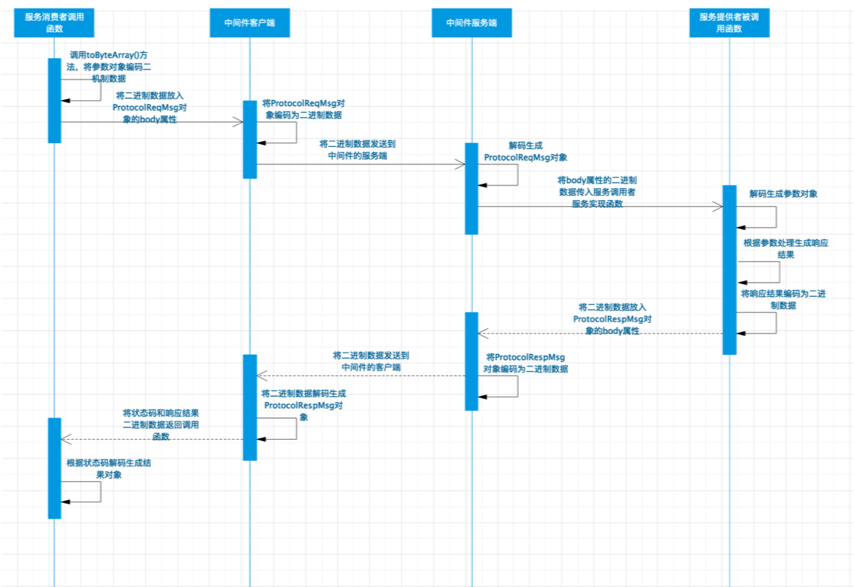 服务消费者调用
函数
中间件客户端
中间件服务端
服务提供者被调
用函数
调用toByteArray()方
法，将参数对象编码二
机制数据
将二进制数据放入
ProtocolReqMsg对
象的body属性
将ProtocolReqMsg对
象编码为二进制数据
将二进制数据发送到
中间件的服务端
解码生成
ProtocolReqMsg对象
将body属性的二进制
数据传入服务调用者
服务实现函数
解码生成参数对象
根据参数处理生成响应
结果
将响应结果编码为二进
制数据
将二进制数据放入
ProtocolRespMsg对
象的body属性
将ProtocolRespMsg
对象编码为二进制数据
将二进制数据发送到
中间件的客户端
将二进制数据解码生成
ProtocolRespMsg对
象
将状态码和响应结果
二进制数据返回调用
函数
根据状态码解码生成结
果对象